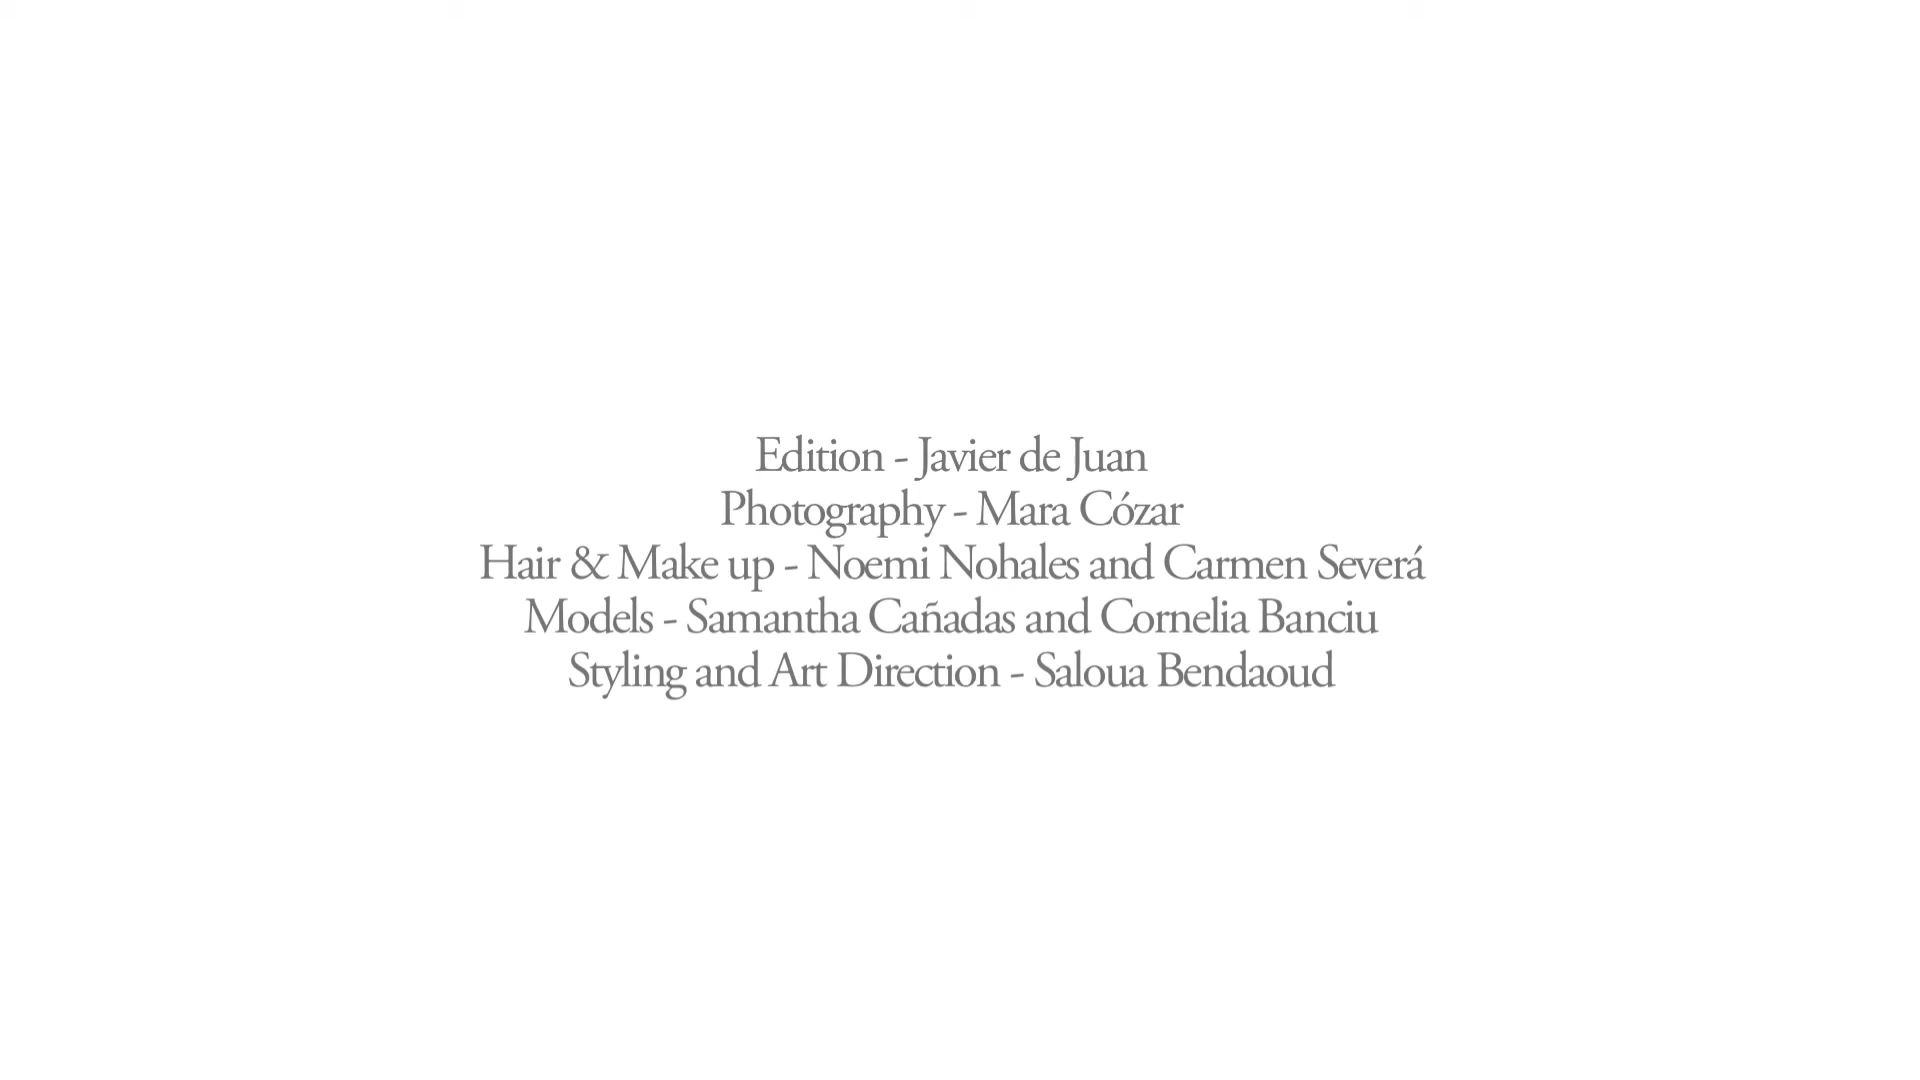 Edition - Javier de Juan
Photography - Mara Cózar
Hair & Make up - Noemi Nohales and Carmen Severá
Models - Samantha Cañadas and Cornelia Banciu
Styling and Art Direction - Saloua Bendaoud